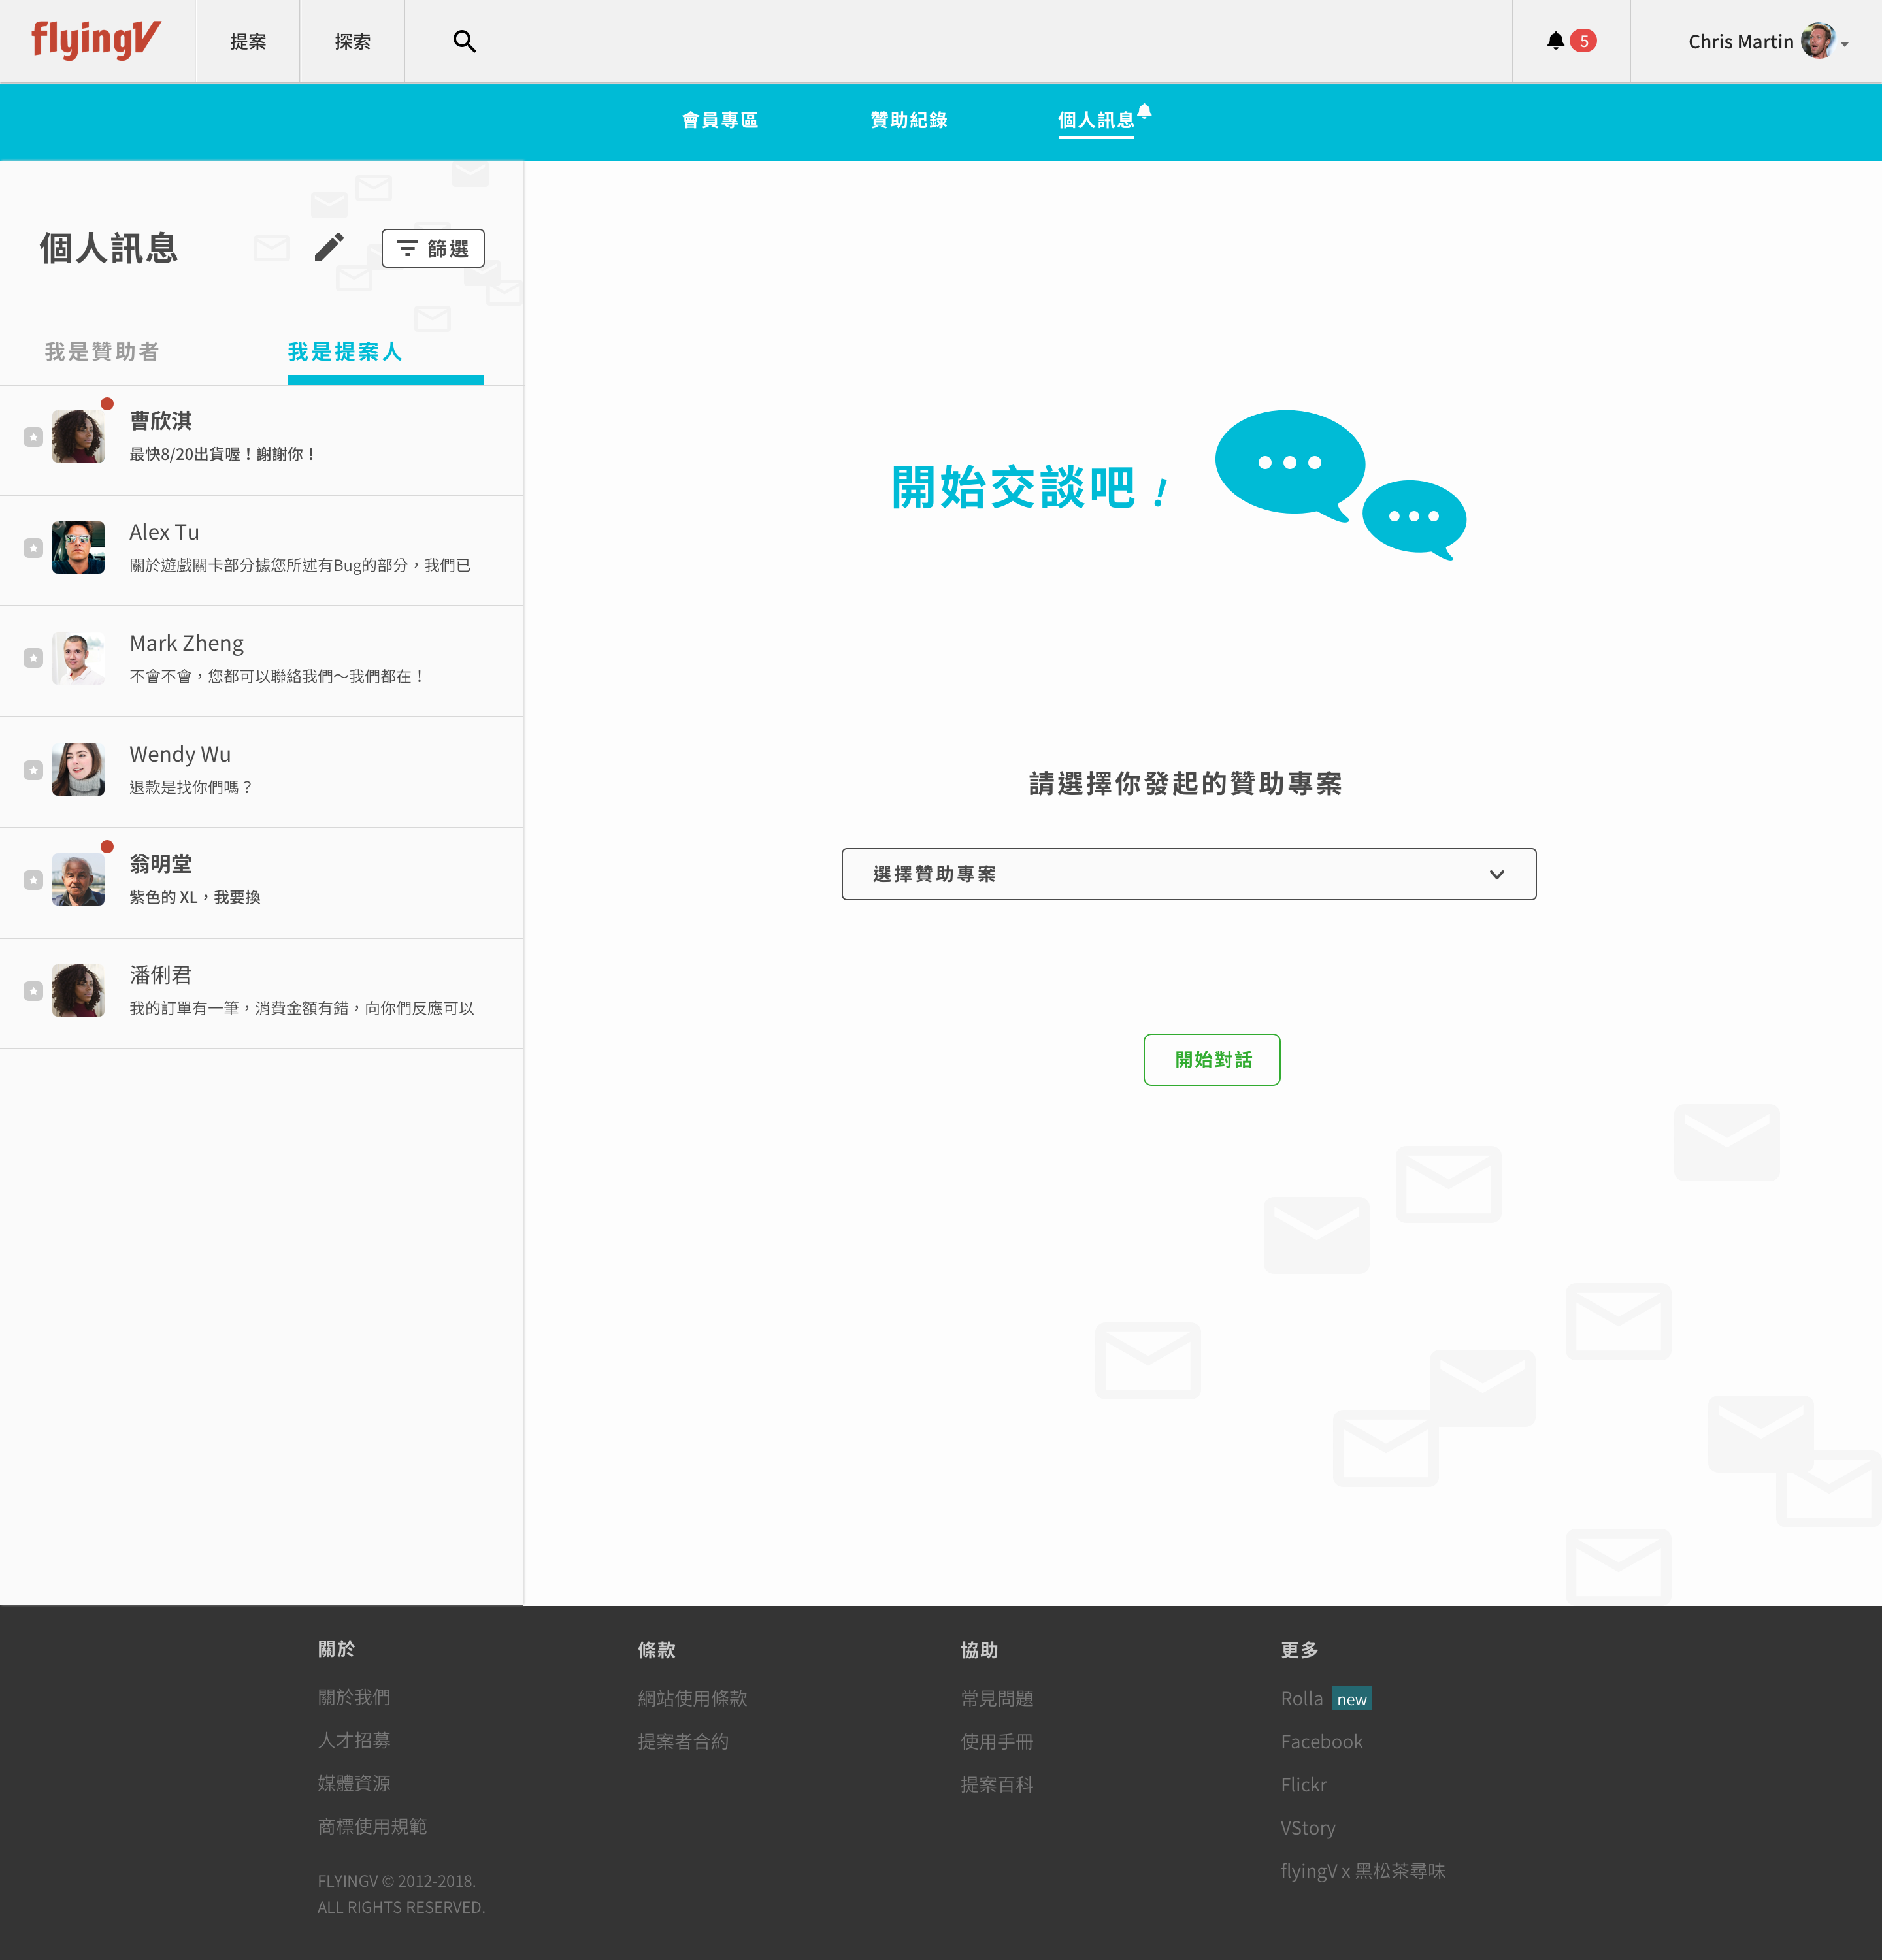 flyingV
提案
探索
5
Chris Martin
會員專區
贊助紀錄
個人訊息
個人訊息
篩選
我是贊助者
我是提案人
曹欣淇
最快8/20出貨喔！謝謝你！
Alex Tu
關於遊戲關卡部分據您所述有Bug的部分，我們已
Mark Zheng
不會不會，您都可以聯絡我們～我們都在！
Wendy Wu
退款是找你們嗎？
翁明堂
紫色的 XL，我要換
潘俐君
我的訂單有一筆，消費金額有錯，向你們反應可以
開始交談吧！
請選擇你發起的贊助專案
選擇贊助專案
開始對話
關於
關於我們
人才招募
媒體資源
商標使用規範
FLYINGV © 2012-2018.
ALL RIGHTS RESERVED.
條款
網站使用條款
提案者合約
協助
常見問題
使用手冊
提案百科
更多
Rolla new
Facebook
Flickr
VStory
flyingV x 黑松茶尋味